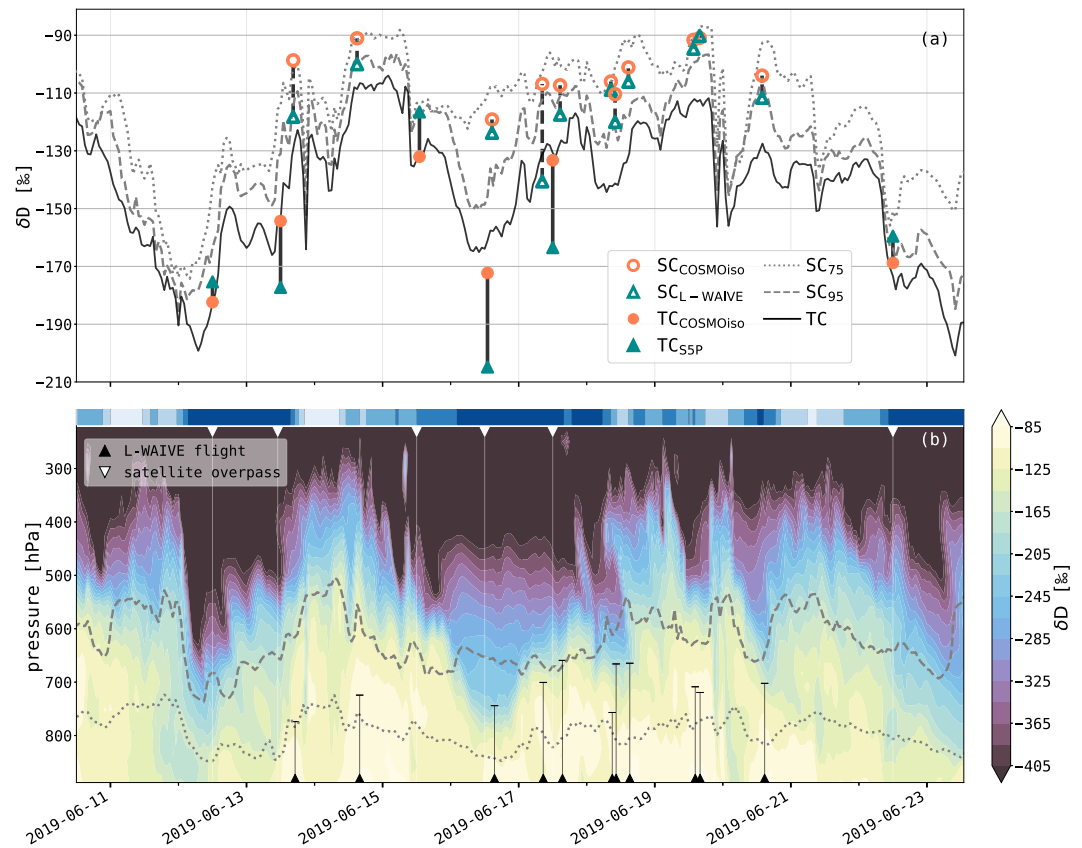 (a)
−90
−110
−130
−150
−170
−190
−210
δD [‰]
SC_COSMOiso
SC_L−WAIVE
TC_COSMOiso
TC_S5P
SC_75
SC_95
TC
(b)
L-WAIVE flight
satellite overpass
300
400
500
600
700
800
pressure [hPa]
2019-06-11
2019-06-13
2019-06-15
2019-06-17
2019-06-19
2019-06-21
2019-06-23
−85
−125
−165
−205
−245
−285
−325
−365
−405
δD [‰]